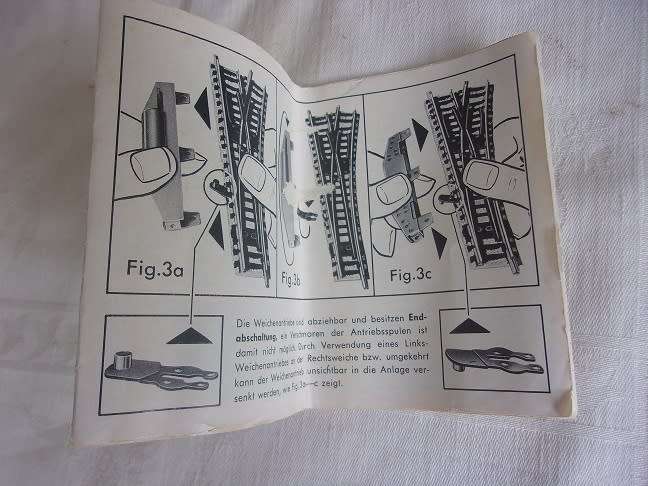 Fig.3a
Fig.3b
Fig.3c
Die Weichenantriebe sind abziehbar und besitzen End-
abschaltung, ein Verschmoren der Antriebsspulen ist
damit nicht möglich. Durch Verwendung eines Links-
Weichenantriebes an der Rechtsweiche bzw. umgekehrt
kann der Weichenantrieb unsichtbar in die Anlage ver-
senkt werden, wie Fig. 3a—c zeigt.